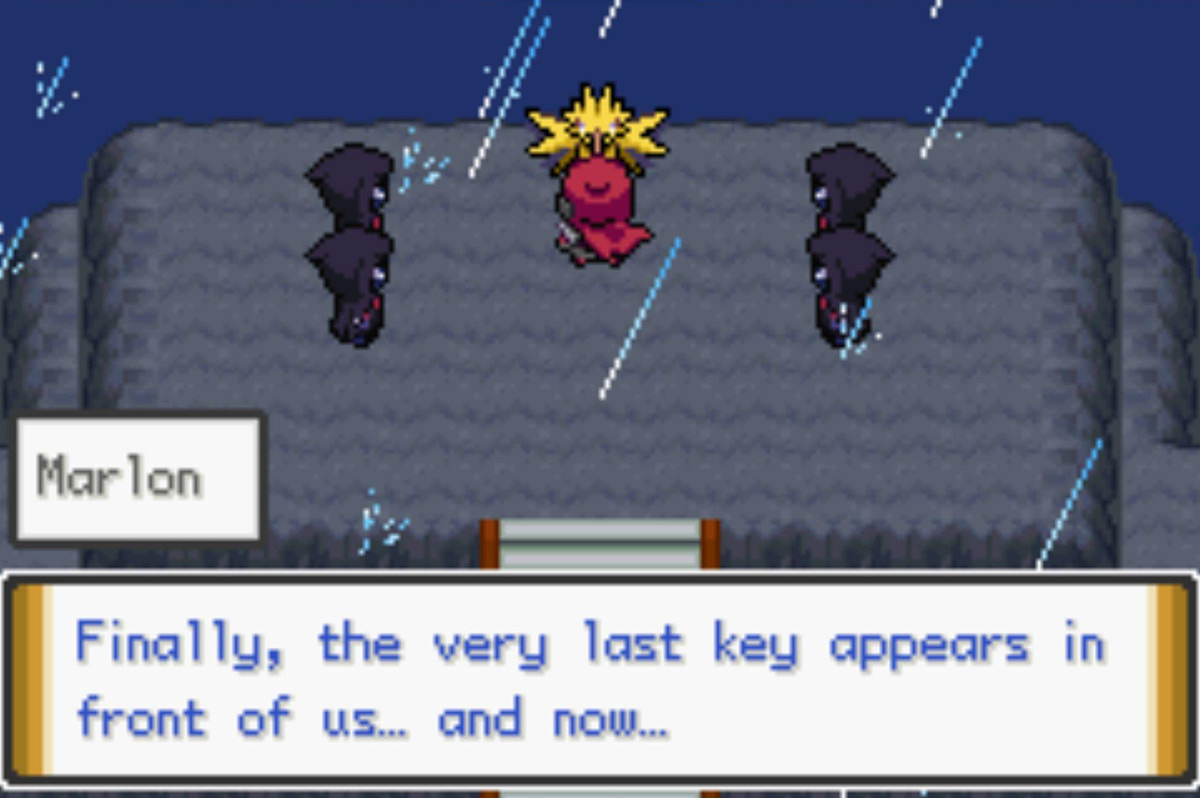 Marlon
Finally, the very last key appears in
front of us… and now…